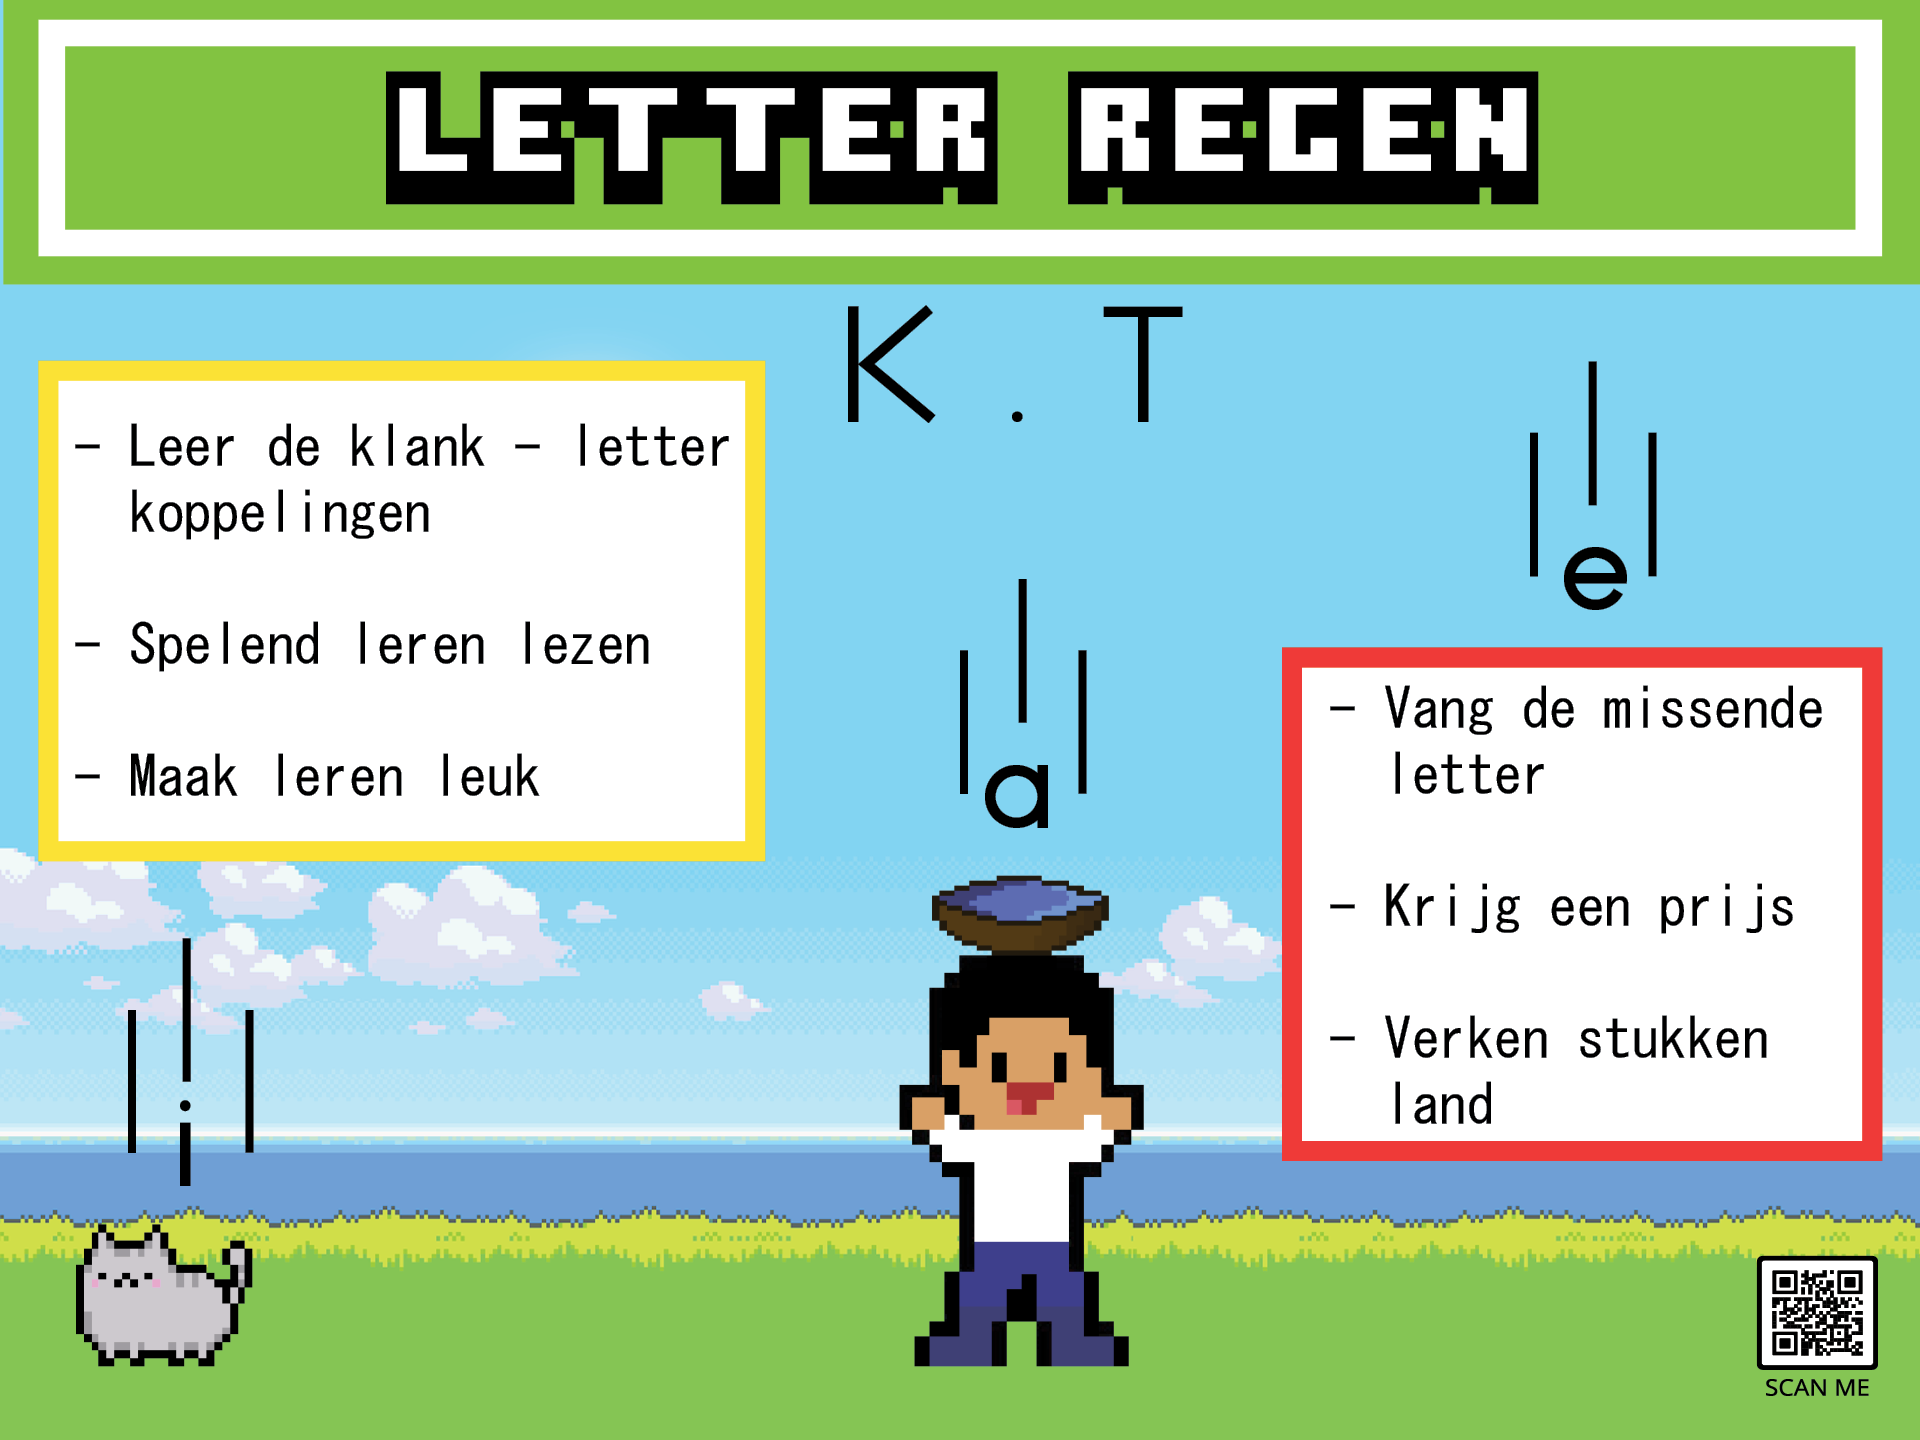 LETTER REGEN
K . T
- Leer de klank - letter
koppelingen
- Spelend leren lezen
- Maak leren leuk
e
a
- Vang de missende
letter
- Krijg een prijs
- Verken stukken
land
i
SCAN ME